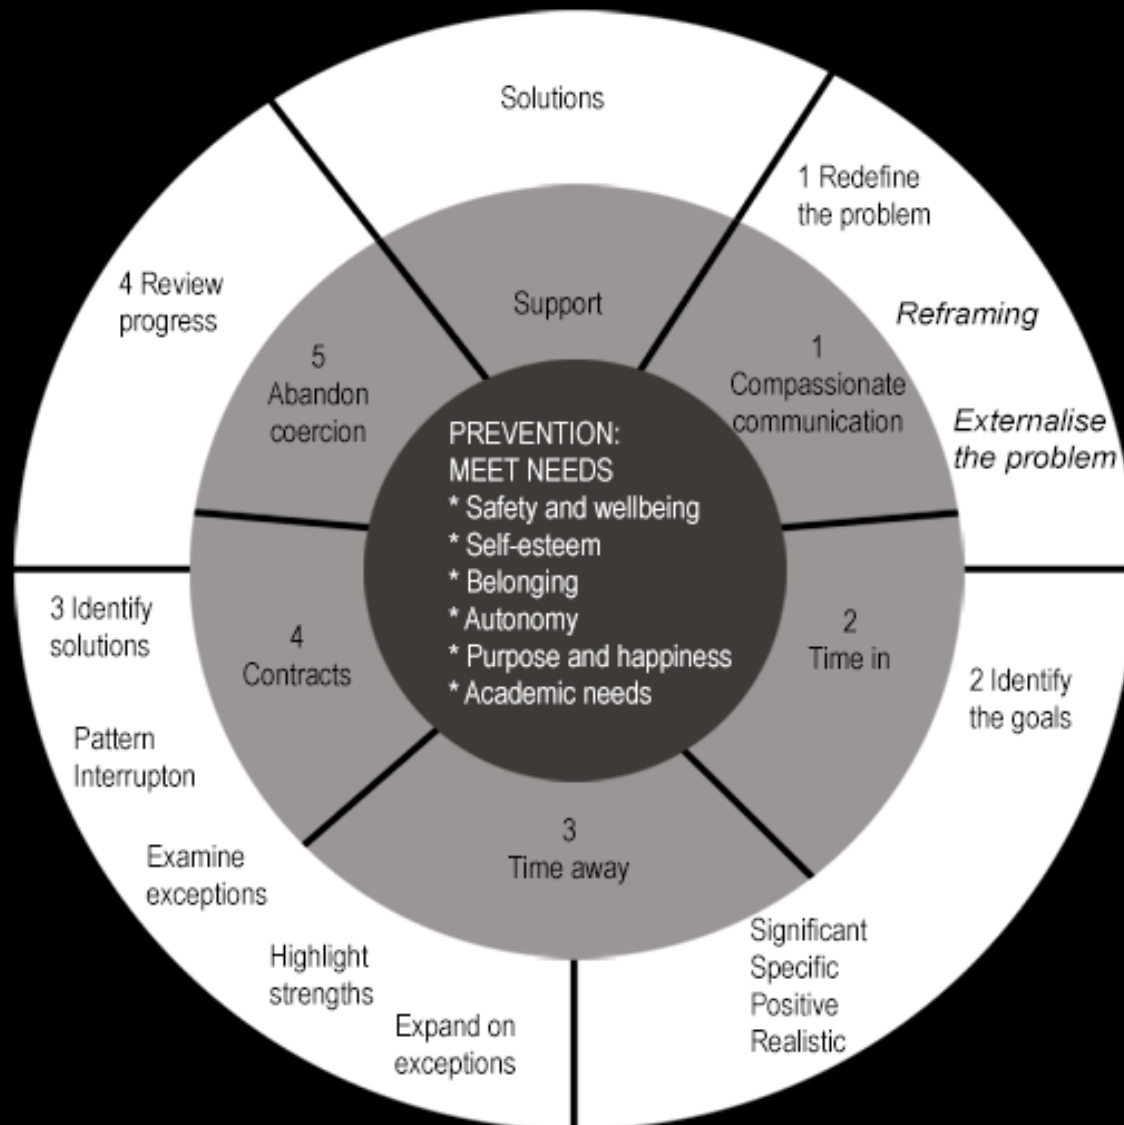 Solutions
1 Redefine
the problem
Reframing
Externalise
the problem
2 Identify
the goals
Significant
Specific
Positive
Realistic
3 Identify
solutions
Pattern
Interrupton
Examine
exceptions
Highlight
strengths
Expand on
exceptions
4 Review
progress
Support
1
Compassionate
communication
2
Time in
3
Time away
4
Contracts
5
Abandon
coercion
PREVENTION:
MEET NEEDS
* Safety and wellbeing
* Self-esteem
* Belonging
* Autonomy
* Purpose and happiness
* Academic needs